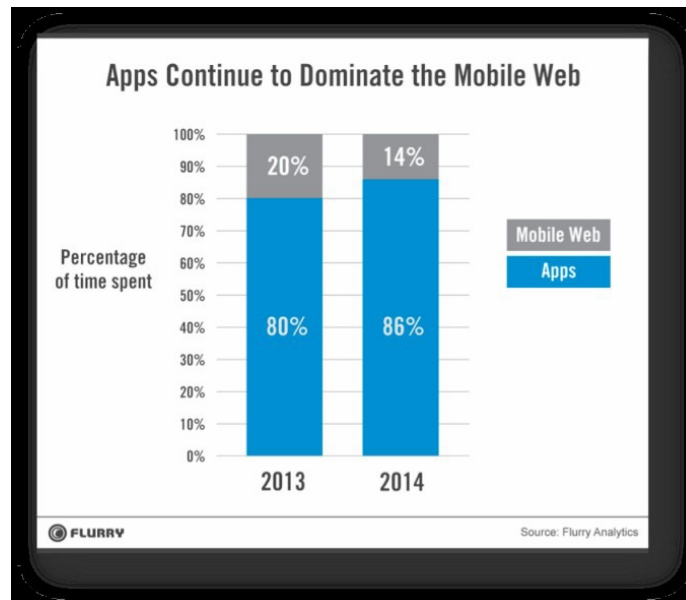 Apps Continue to Dominate the Mobile Web
100%
90%
80%
70%
60%
50%
40%
30%
20%
10%
0%
Percentage
of time spent
20%
14%
80%
86%
2013
2014
Mobile Web
Apps
FLURRY
Source: Flurry Analytics